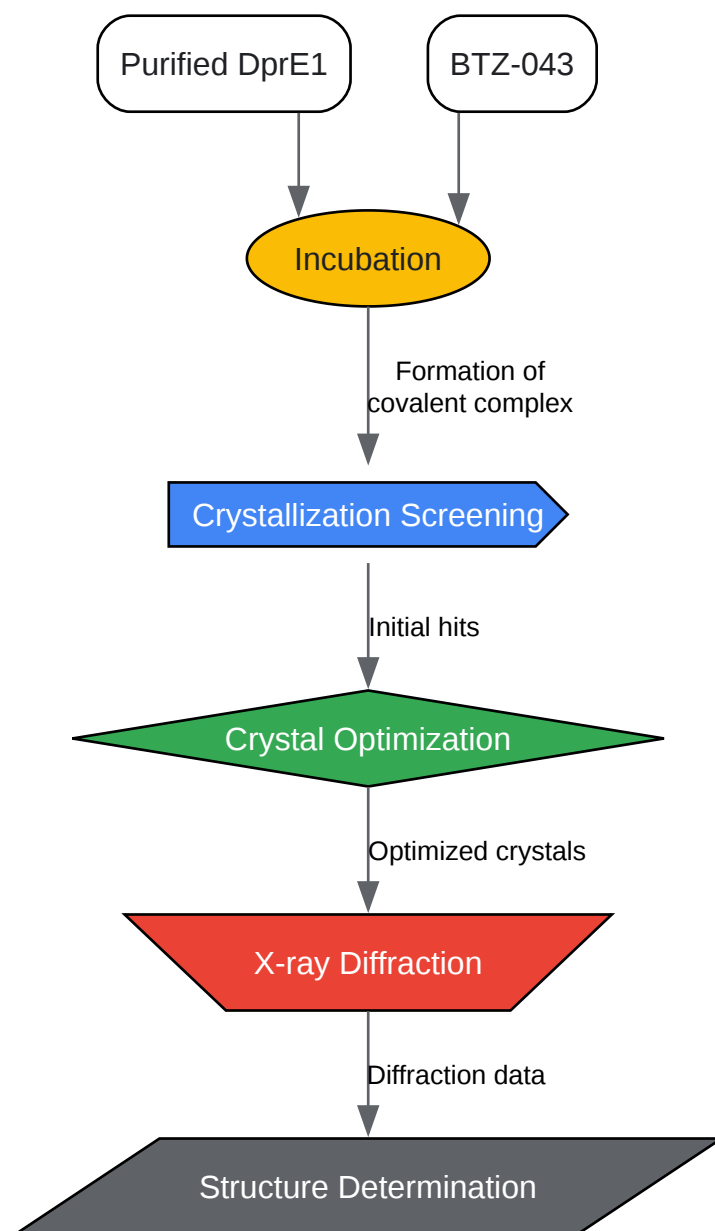 Purified DprE1
BTZ-043
Incubation
Formation of
covalent complex
Crystallization Screening
Initial hits
Crystal Optimization
Optimized crystals
X-ray Diffraction
Diffraction data
Structure Determination